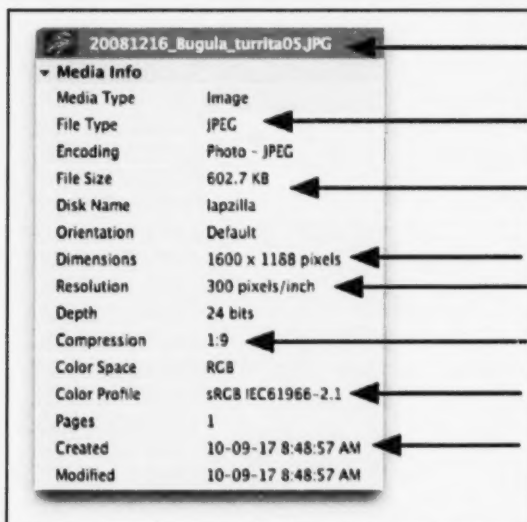 20081216_Bugula_turrita05.JPG
Media Info
Media Type Image
File Type JPEG
Encoding Photo - JPEG
File Size 602.7 KB
Disk Name lapzilla
Orientation Default
Dimensions 1600 x 1188 pixels
Resolution 300 pixels/inch
Depth 24 bits
Compression 1:9
Color Space RGB
Color Profile sRGB IEC61966-2.1
Pages 1
Created 10-09-17 8:48:57 AM
Modified 10-09-17 8:48:57 AM